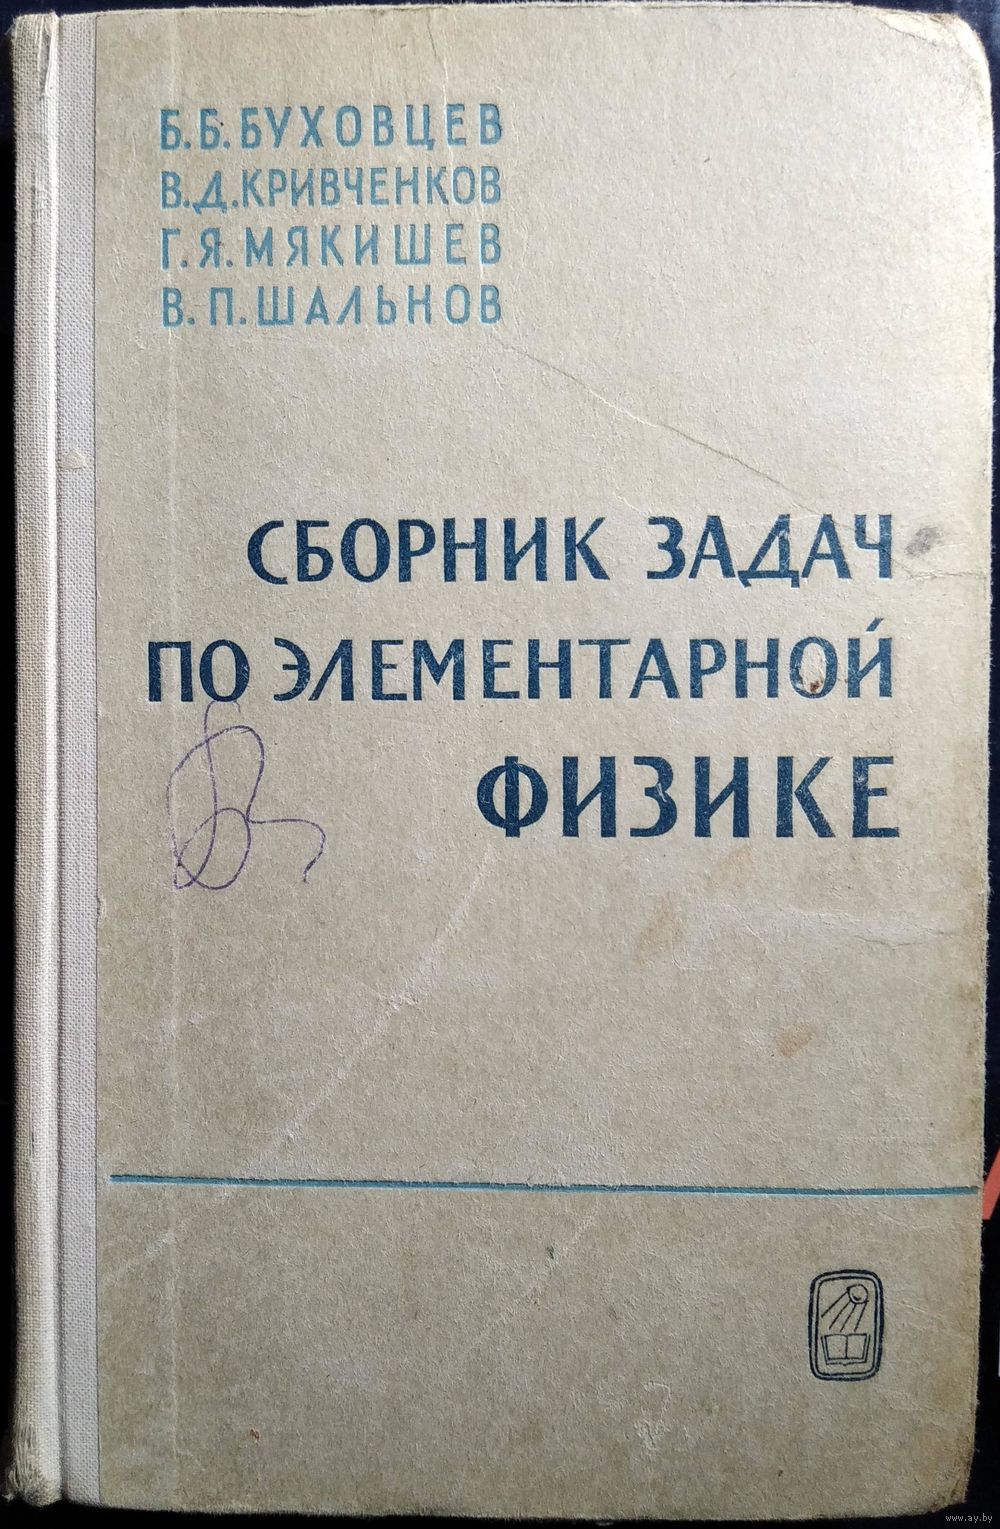 Б.Б.БУХОВЦЕВ
В.Д.КРИВЧЕНКОВ
Г.Я.МЯКИШЕВ
В.П.ШАЛЬНОВ
СБОРНИК ЗАДАЧ
ПО ЭЛЕМЕНТАРНОЙ
ФИЗИКЕ
www.ay.by